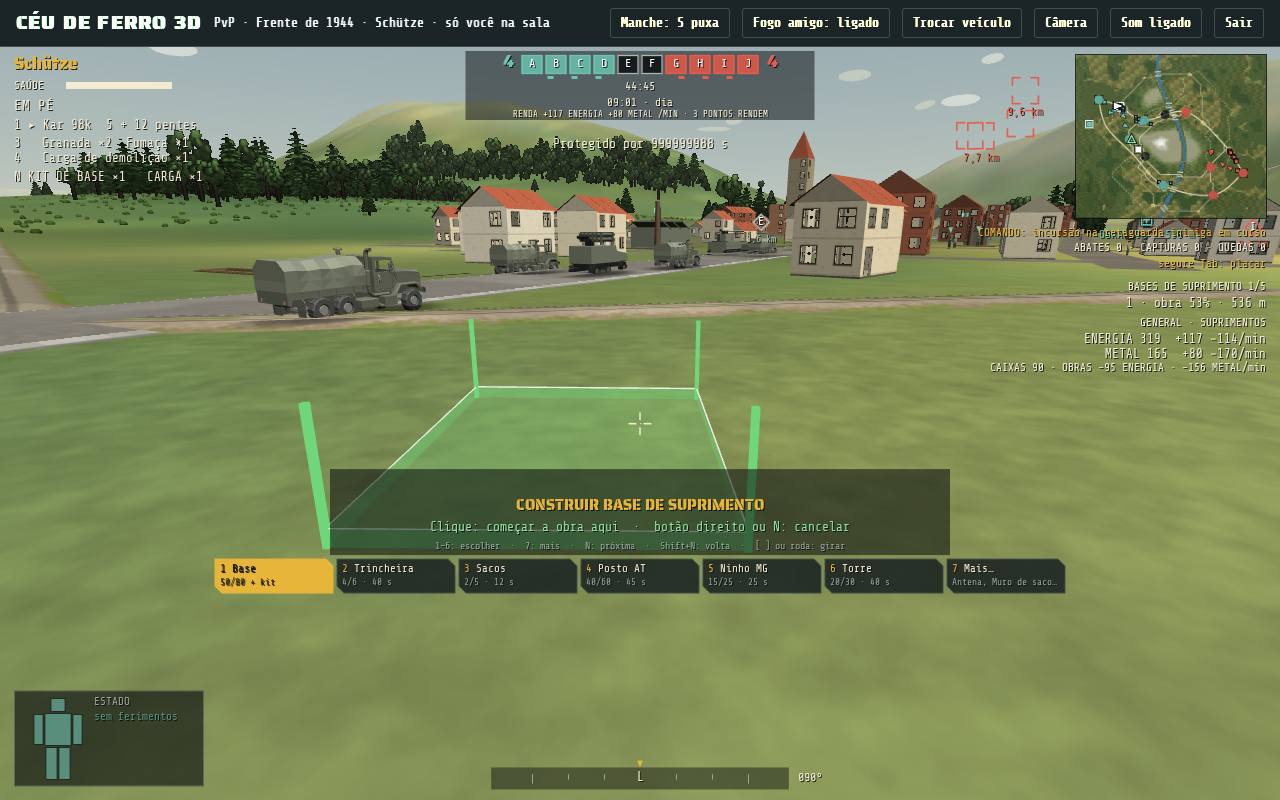 CÉU DE FERRO 3D PvP · Frente de 1944 · Schütze · só você na sala
Manche: S puxa
Fogo amigo: ligado
Trocar veículo
Câmera
Som ligado
Sair
Schütze
SAÚDE
EM PÉ
1 ▸ Kar 98k 5 + 12 pentes
3 Granada ×2 Fumaça ×1
4 Carga de demolição ×1
N KIT DE BASE ×1 CARGA ×1
4 A B C D E F G H I J 4
44:45
09:01 · dia
RENDA +117 ENERGIA +80 METAL /MIN · 3 PONTOS RENDEM
Protegido por 999999988 s
9,6 km
7,7 km
E
COMANDO: incursão na retaguarda inimiga em curso
ABATES 0 · CAPTURAS 0 · QUEDAS 0
segure Tab: placar
BASES DE SUPRIMENTO 1/5
1 · obra 53% · 536 m
GENERAL · SUPRIMENTOS
ENERGIA 319 +117 −114/min
METAL 165 +80 −170/min
CAIXAS 90 · OBRAS −95 ENERGIA · −156 METAL/min
CONSTRUIR BASE DE SUPRIMENTO
Clique: começar a obra aqui · botão direito ou N: cancelar
1-6: escolher · 7: mais · N: próxima · Shift+N: volta · [ ] ou roda: girar
1 Base
50/80 + kit
2 Trincheira
4/6 · 40 s
3 Sacos
2/5 · 12 s
4 Posto AT
40/60 · 45 s
5 Ninho MG
15/25 · 25 s
6 Torre
20/30 · 40 s
7 Mais…
Antena, Muro de saco…
ESTADO
sem ferimentos
L
090°